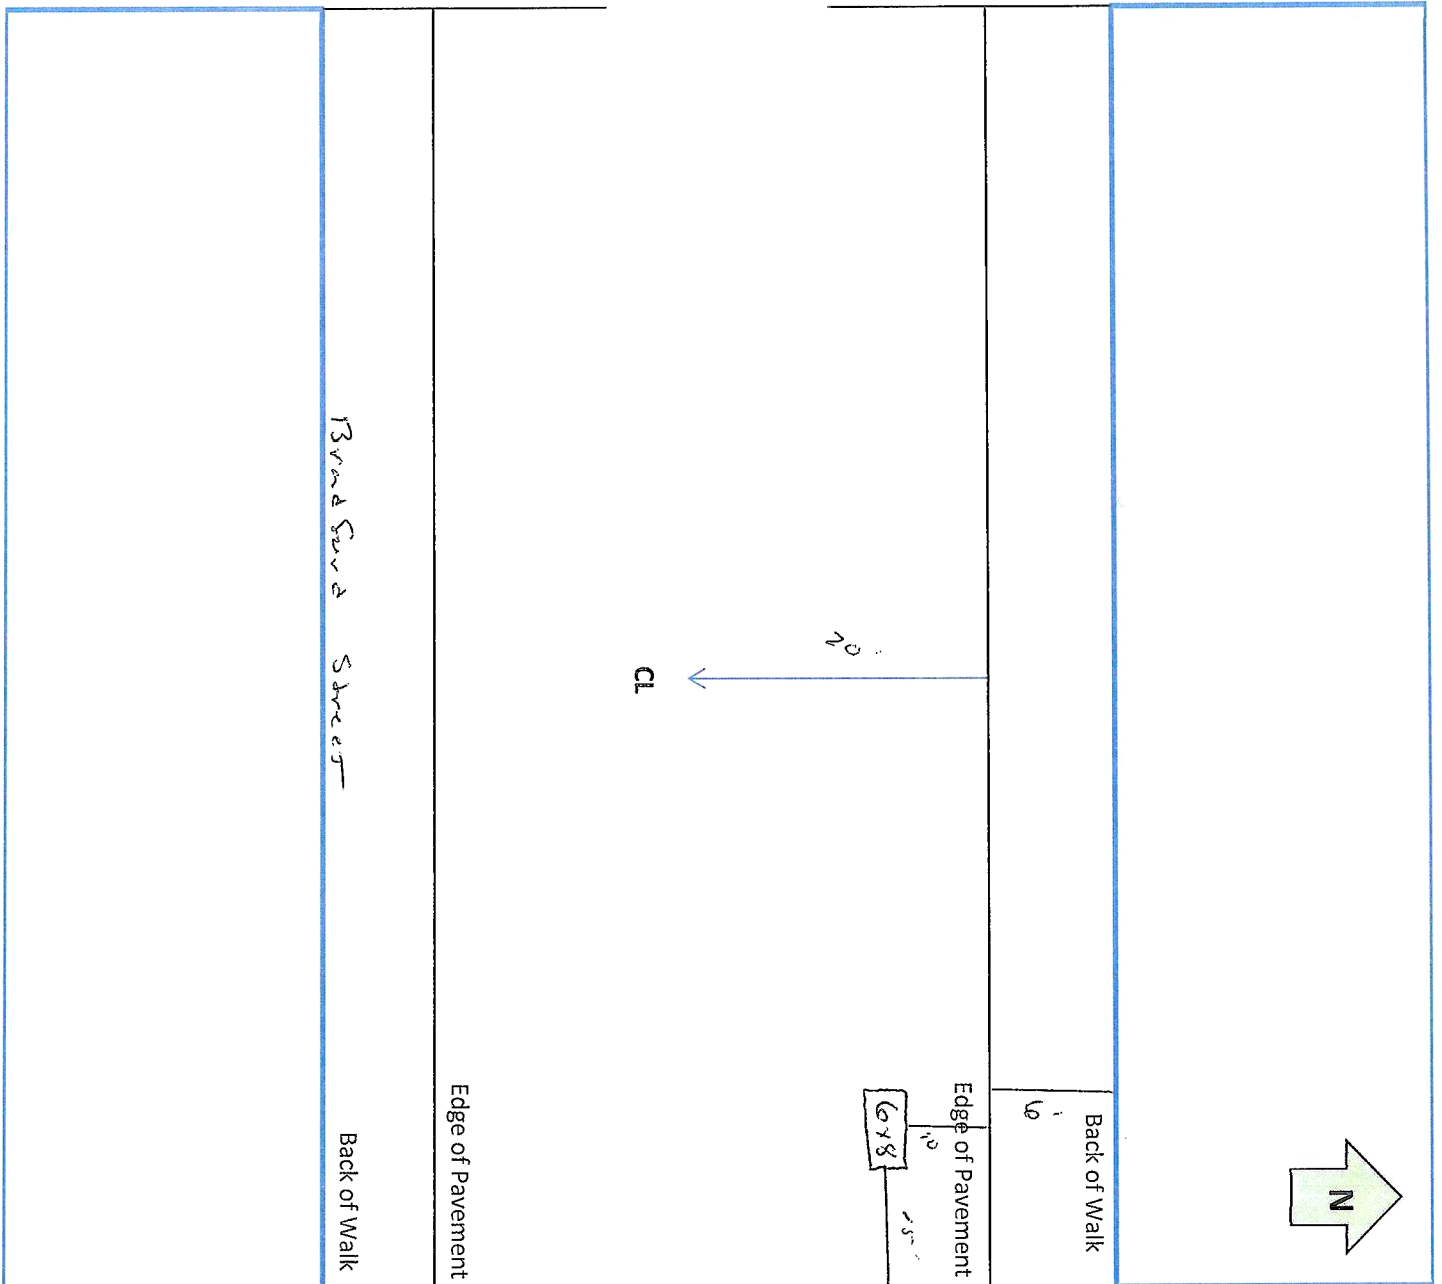 N
Back of Walk
6'
Edge of Pavement
10
6x8
20'
CL
Edge of Pavement
Back of Walk
Bradford Street